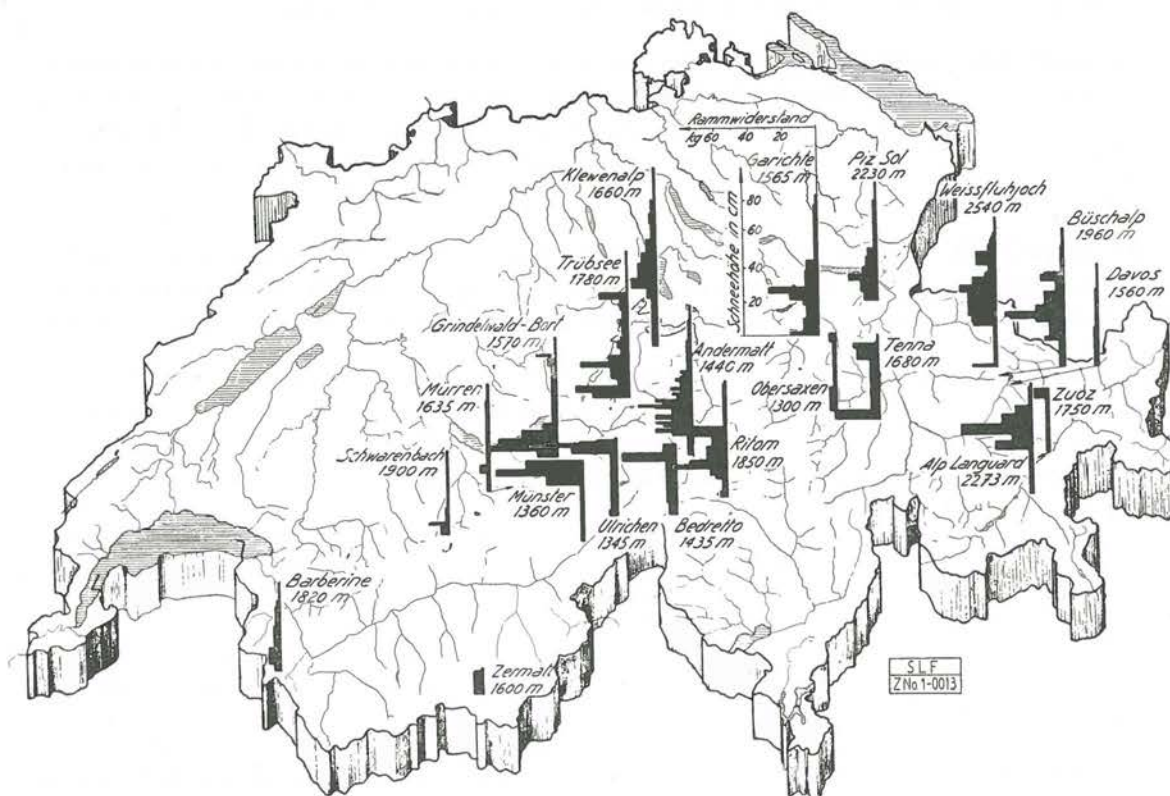 Rammwidersland
kg 60 40 20
Klewenalp
1660 m
Garichte
1565 m
Piz Sol
2230 m
Weissfluhjoch
2540 m
Büschalp
1960 m
Davos
1560 m
Trübsee
1780 m
Schneehöhe in cm
80
60
40
20
Grindelwald-Bort
1570 m
Andermatt
1440 m
Tenna
1680 m
Obersaxen
1300 m
Mürren
1635 m
Zuoz
1750 m
Schwarenbach
1900 m
Ritom
1850 m
Alp Languard
2273 m
Münster
1360 m
Ulrichen
1345 m
Bedretto
1435 m
Barberine
1820 m
Zermatt
1600 m
SLF
Z No 1-0013